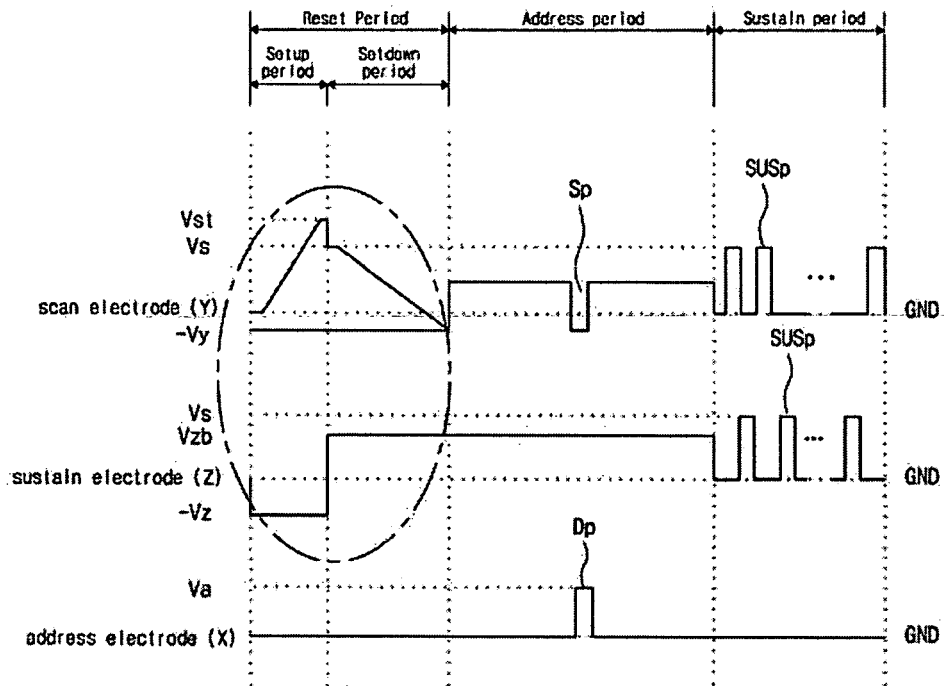 Reset Period
Address period
Sustain period
Setup period
Setdown period
SUSp
Sp
Vst
Vs
scan electrode (Y)
GND
-Vy
SUSp
Vs
Vzb
sustain electrode (Z)
GND
-Vz
Dp
Va
address electrode (X)
GND